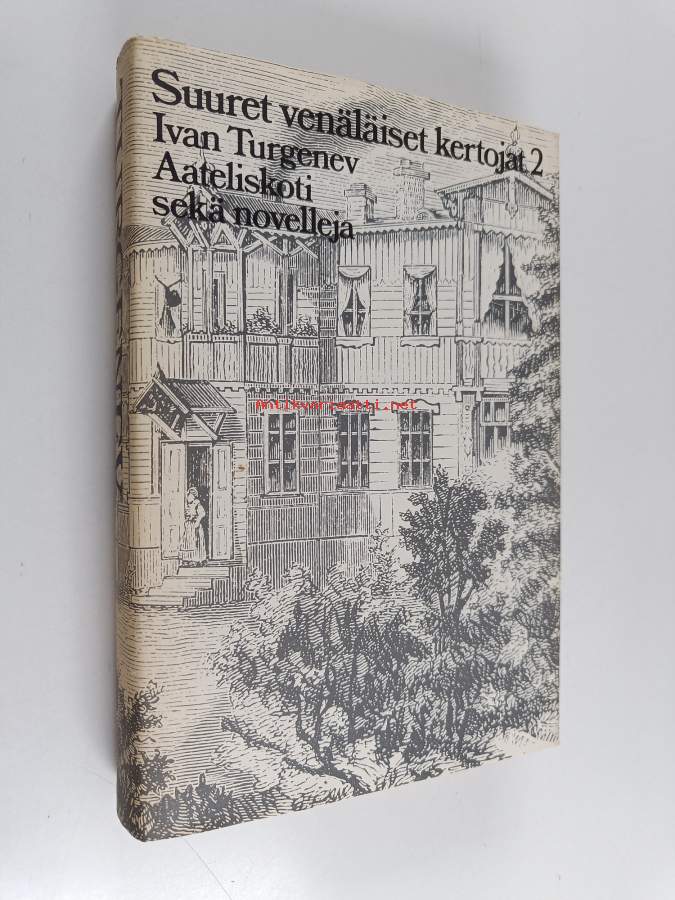 Suuret venäläiset kertojat 2
Ivan Turgenev
Aateliskoti
sekä novelleja
Antikvariaatti.net